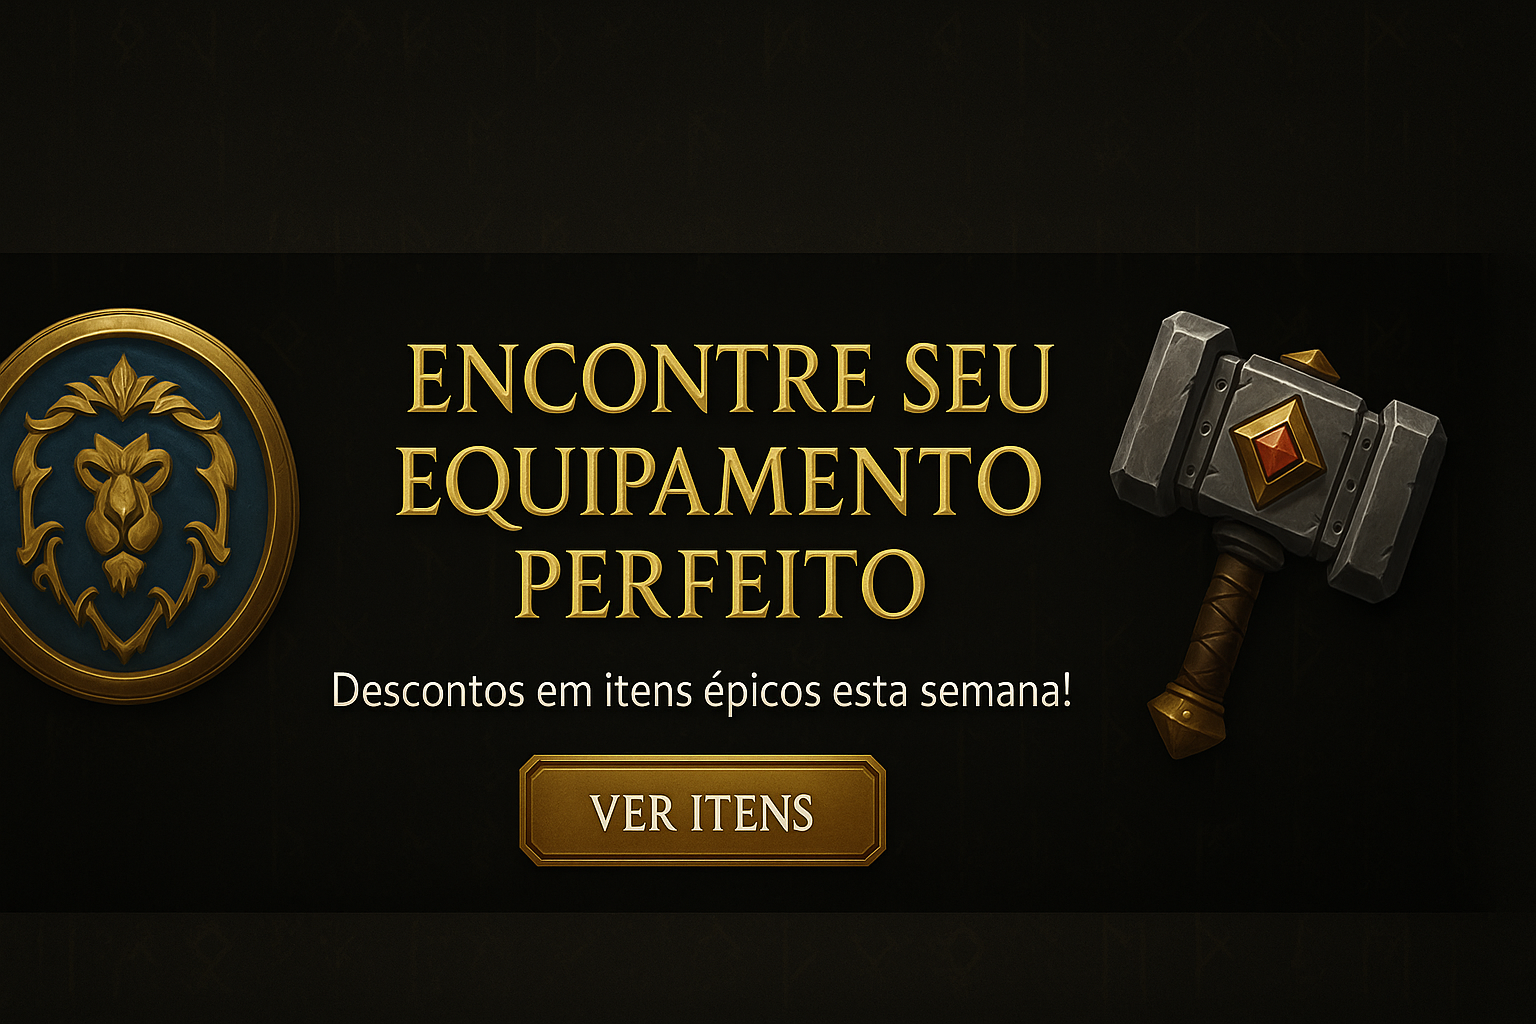 ENCONTRE SEU
EQUIPAMENTO
PERFEITO
Descontos em itens épicos esta semana!
VER ITENS